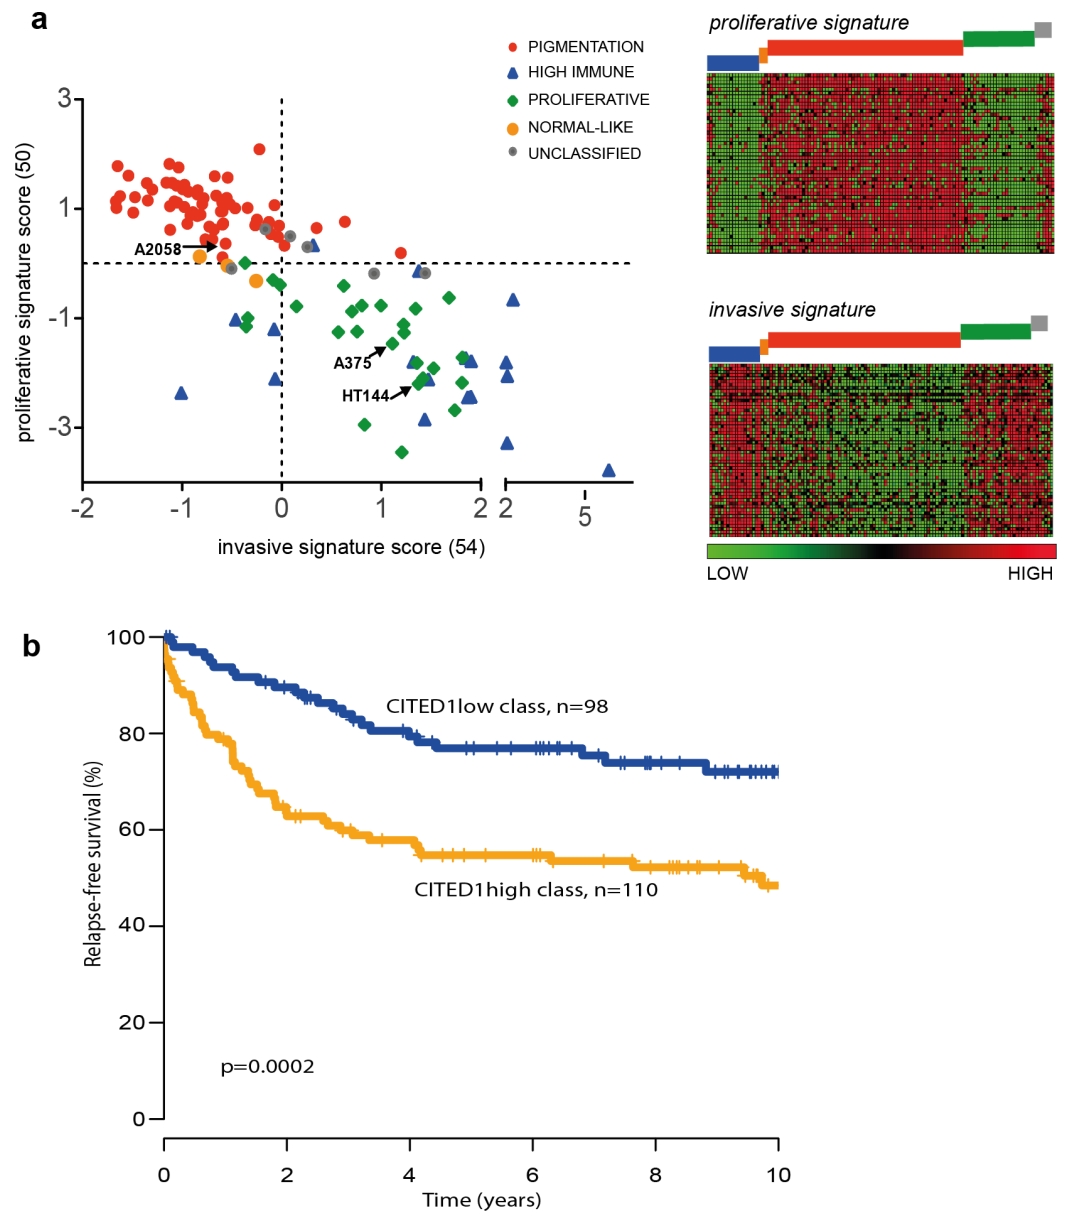 a
PIGMENTATION
HIGH IMMUNE
PROLIFERATIVE
NORMAL-LIKE
UNCLASSIFIED
proliferative signature score (50)
3
1
-1
-3
A2058
A375
HT144
-2
-1
0
1
2
2
5
invasive signature score (54)
proliferative signature
invasive signature
LOW
HIGH
b
Relapse-free survival (%)
100
80
60
40
20
0
CITED1low class, n=98
CITED1high class, n=110
p=0.0002
0
2
4
6
8
10
Time (years)